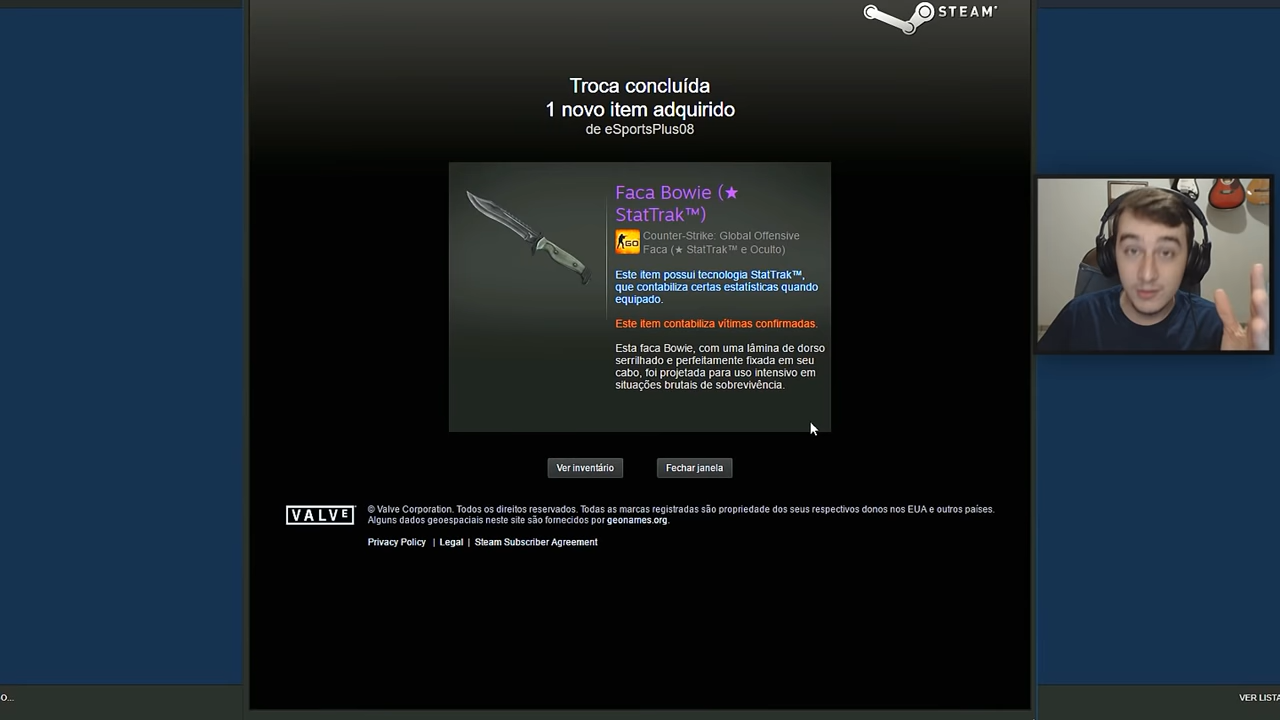 STEAM
Troca concluída
1 novo item adquirido
de eSportsPlus08
Faca Bowie (★
StatTrak™)
GO
Counter-Strike: Global Offensive
Faca (★ StatTrak™ e Oculto)
Este item possui tecnologia StatTrak™,
que contabiliza certas estatísticas quando
equipado.
Este item contabiliza vítimas confirmadas.
Esta faca Bowie, com uma lâmina de dorso
serrilhado e perfeitamente fixada em seu
cabo, foi projetada para uso intensivo em
situações brutais de sobrevivência.
Ver inventário
Fechar janela
VALVE
© Valve Corporation. Todos os direitos reservados. Todas as marcas registradas são propriedade dos seus respectivos donos nos EUA e outros países.
Alguns dados geoespaciais neste site são fornecidos por geonames.org.
Privacy Policy | Legal | Steam Subscriber Agreement
O...
VER LISTA